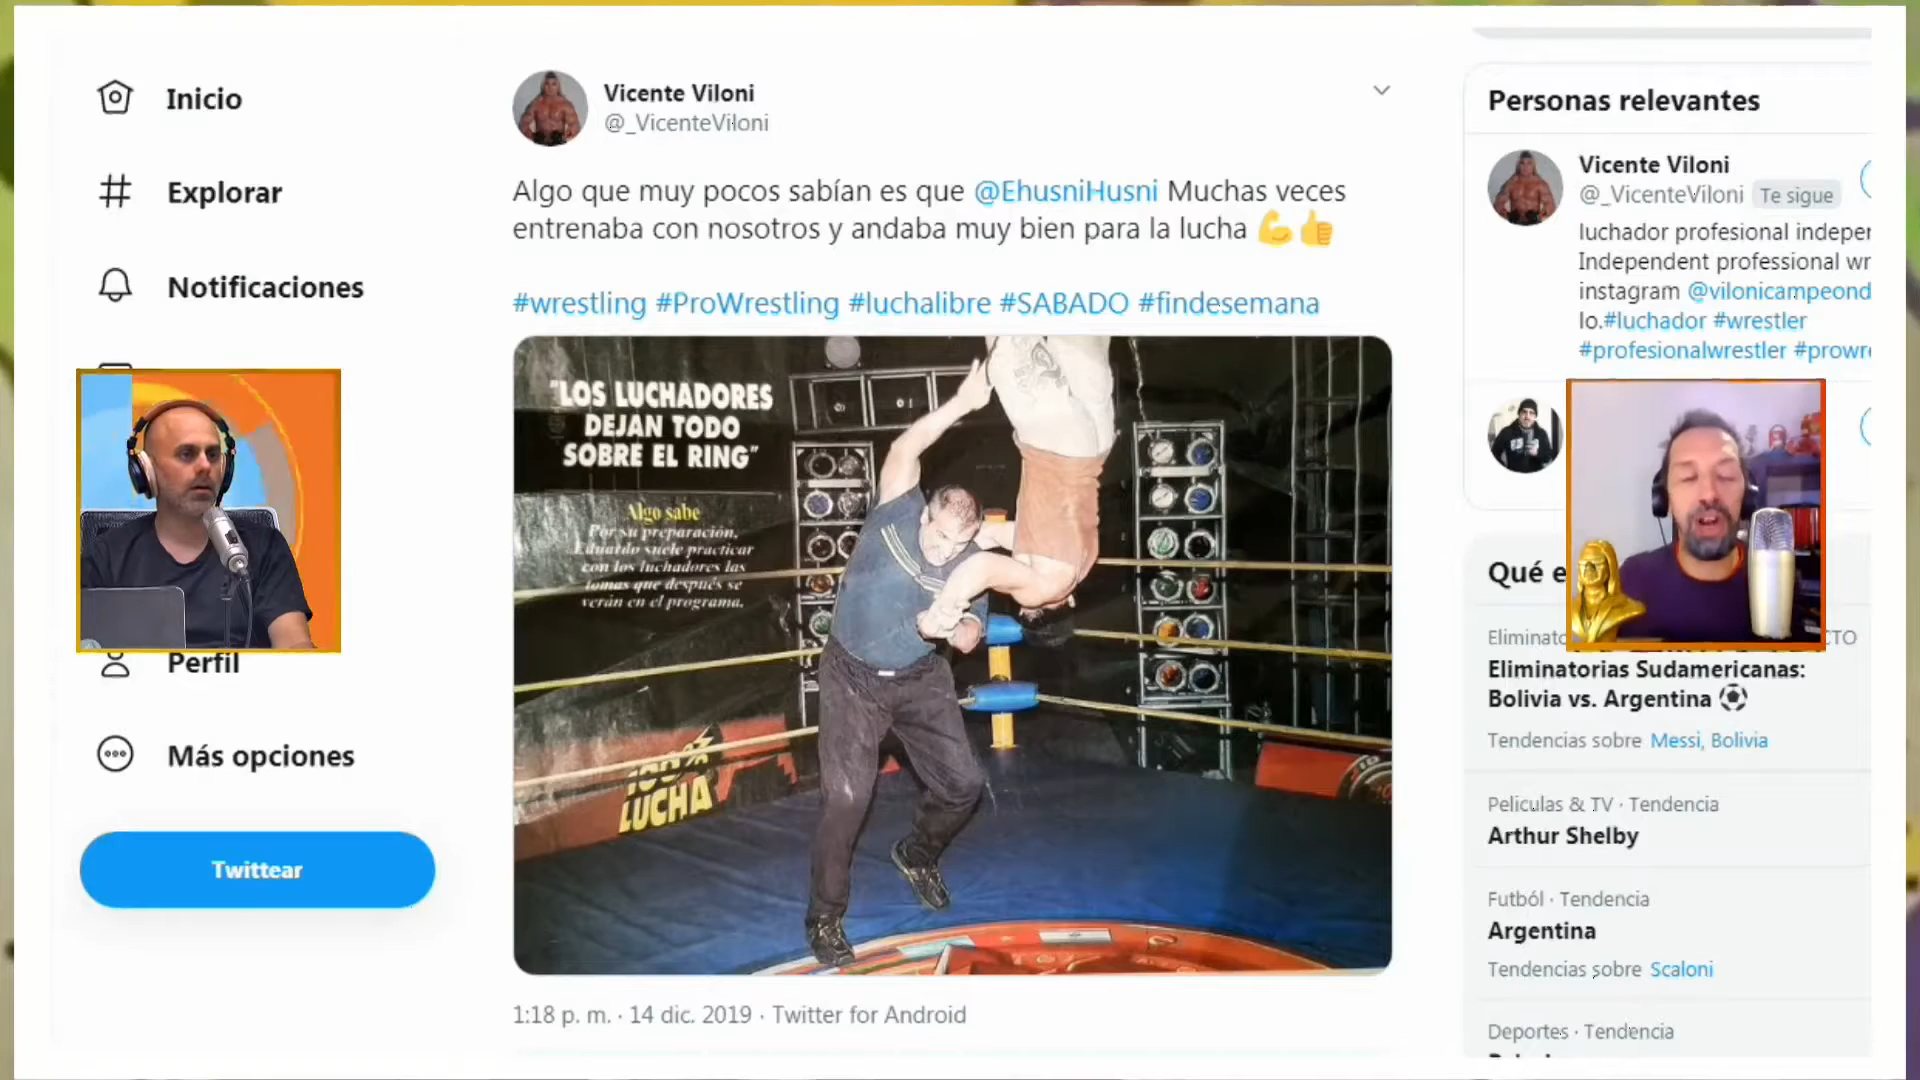 Inicio
Explorar
Notificaciones
Perfil
Más opciones
Twittear
Vicente Viloni
@_VicenteViloni
Algo que muy pocos sabían es que @EhusniHusni Muchas veces
entrenaba con nosotros y andaba muy bien para la lucha 💪👍
#wrestling #ProWrestling #luchalibre #SABADO #findesemana
"LOS LUCHADORES
DEJAN TODO
SOBRE EL RING"
Algo sabe
Por su preparación,
Eduardo suele practicar
con los luchadores las
tomas que después se
verán en el programa.
100%
LUCHA
1:18 p. m. · 14 dic. 2019 · Twitter for Android
Personas relevantes
Vicente Viloni
@_VicenteViloni Te sigue
luchador profesional indeper
Independent professional wr
instagram @vilonicampeond
lo.#luchador #wrestler
#profesionalwrestler #prowre
Qué e
Eliminato
CTO
Eliminatorias Sudamericanas:
Bolivia vs. Argentina ⚽
Tendencias sobre Messi, Bolivia
Peliculas & TV · Tendencia
Arthur Shelby
Futból · Tendencia
Argentina
Tendencias sobre Scaloni
Deportes · Tendencia